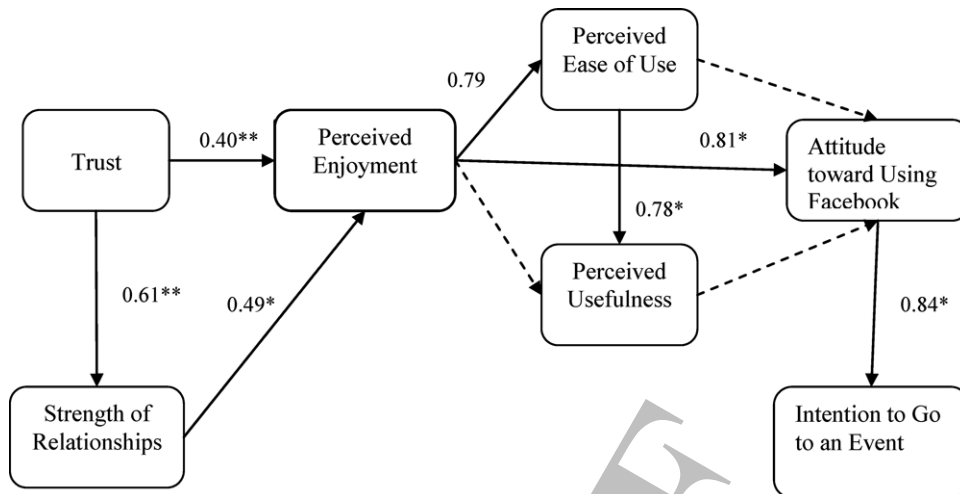 Perceived
Ease of Use
0.79
Trust
0.40**
Perceived
Enjoyment
0.81*
Attitude
toward Using
Facebook
0.78*
Perceived
Usefulness
0.61**
0.49*
0.84*
Strength of
Relationships
Intention to Go
to an Event